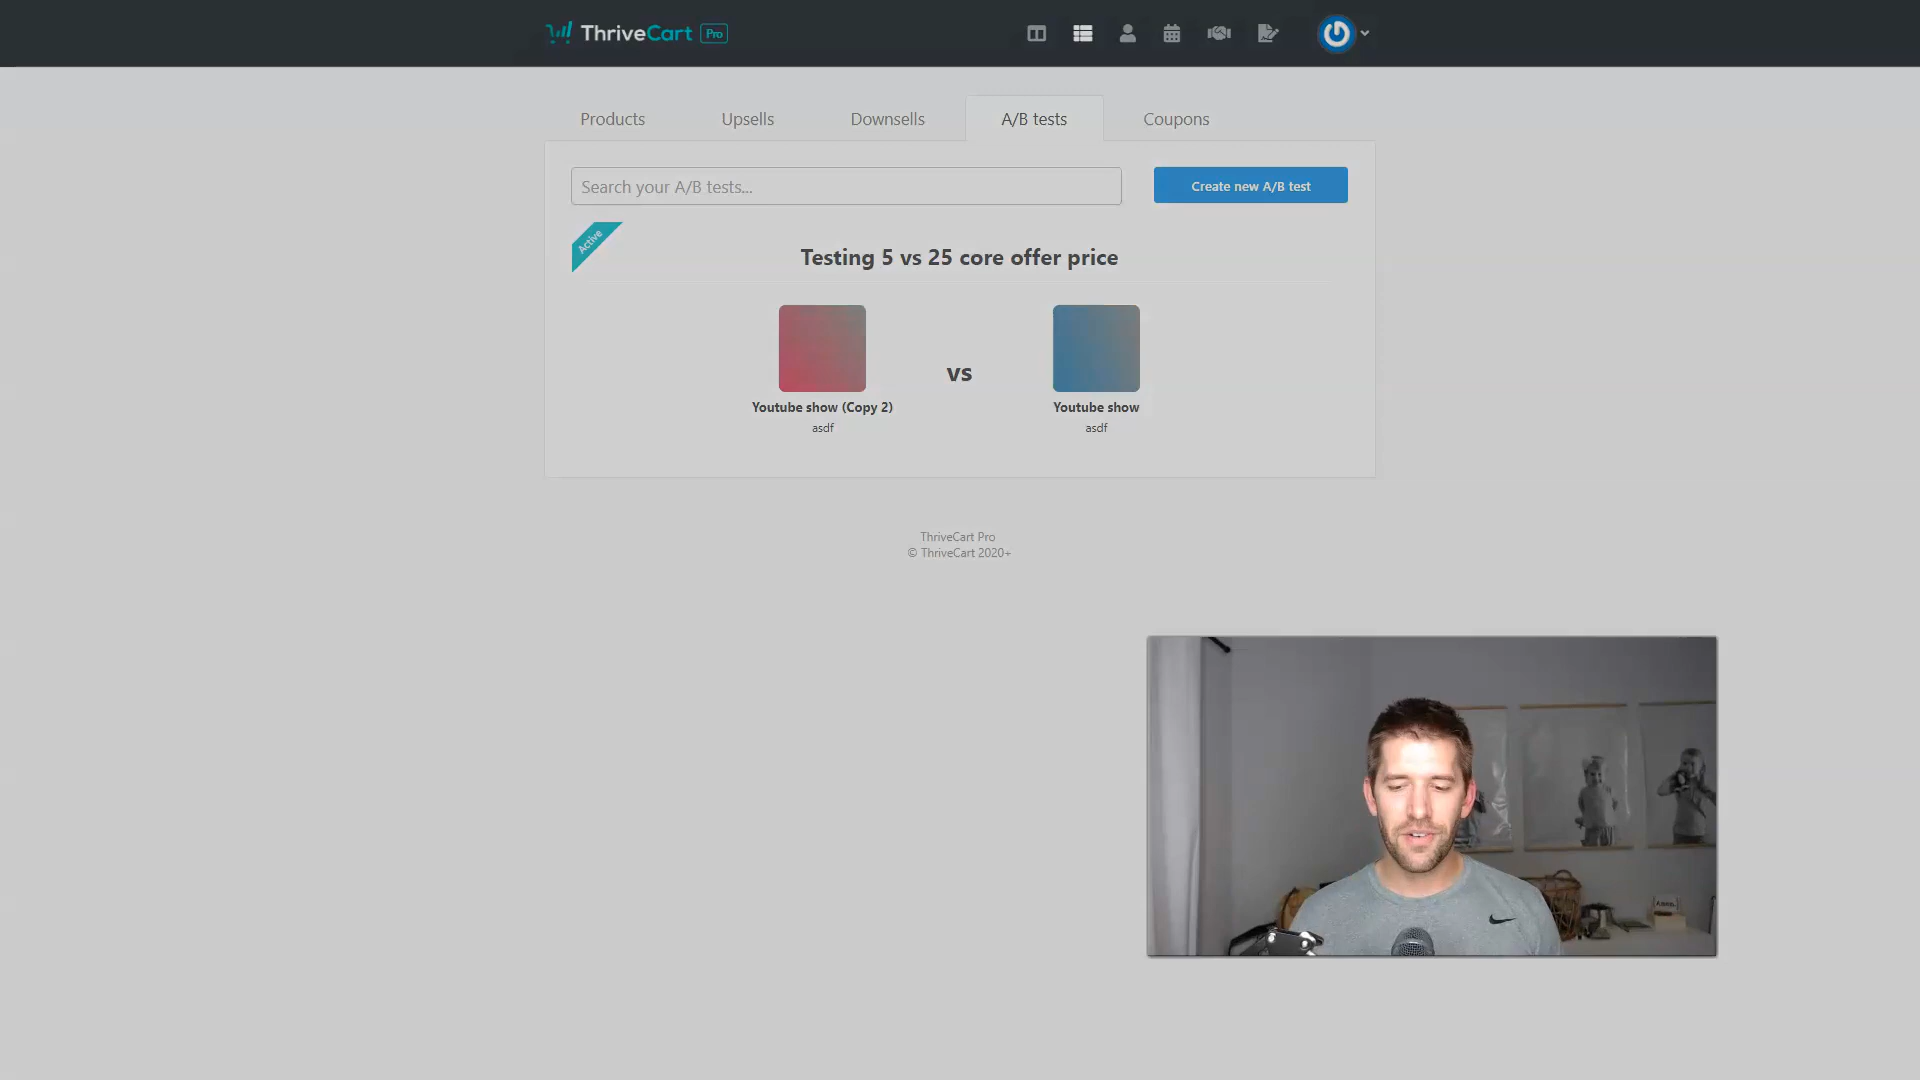 ThriveCart Pro
Products Upsells Downsells A/B tests Coupons
Search your A/B tests...
Create new A/B test
Active
Testing 5 vs 25 core offer price
vs
Youtube show (Copy 2)
asdf
Youtube show
asdf
ThriveCart Pro
© ThriveCart 2020+